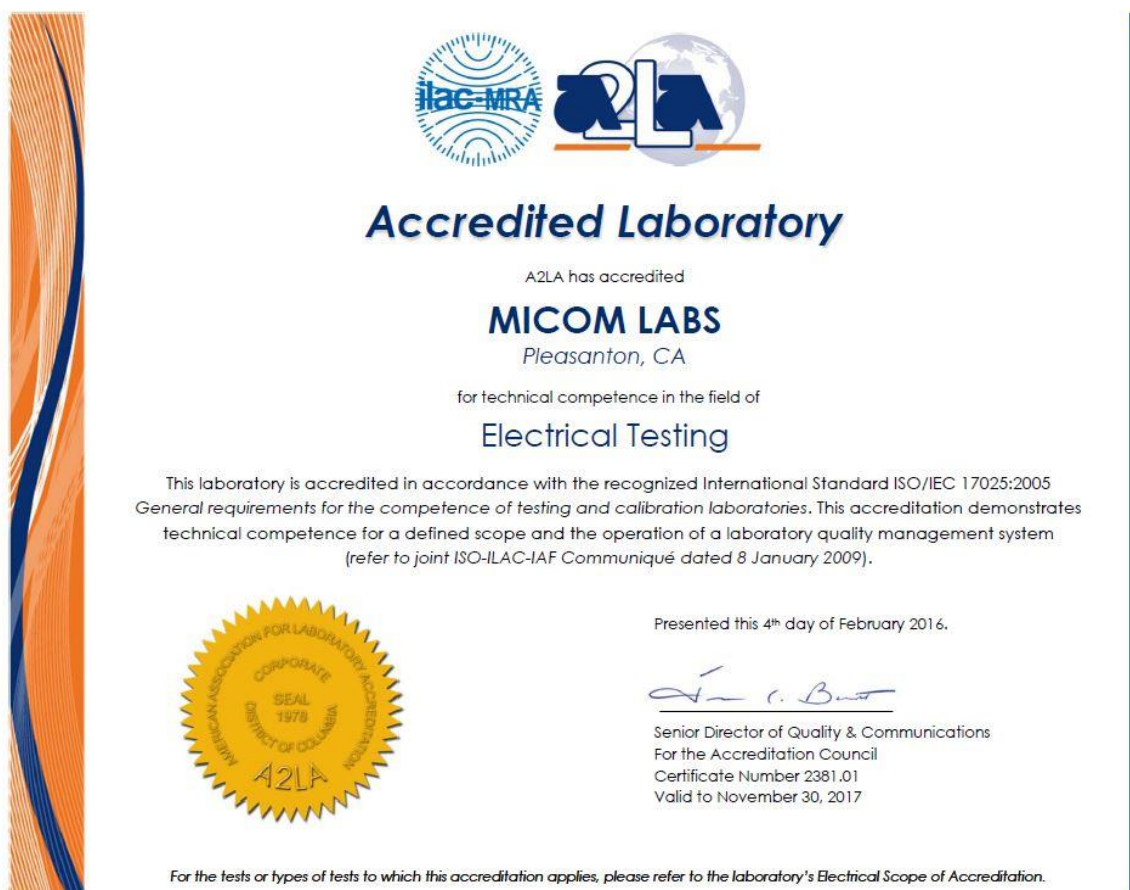 ilac-MRA
a2La
Accredited Laboratory
A2LA has accredited
MICOM LABS
Pleasanton, CA
for technical competence in the field of
Electrical Testing
This laboratory is accredited in accordance with the recognized International Standard ISO/IEC 17025:2005
General requirements for the competence of testing and calibration laboratories. This accreditation demonstrates
technical competence for a defined scope and the operation of a laboratory quality management system
(refer to joint ISO-ILAC-IAF Communiqué dated 8 January 2009).
AMERICAN ASSOCIATION FOR LABORATORY ACCREDITATION
CORPORATE
SEAL
1978
DISTRICT OF COLUMBIA
A2LA
Presented this 4th day of February 2016.
Senior Director of Quality & Communications
For the Accreditation Council
Certificate Number 2381.01
Valid to November 30, 2017
For the tests or types of tests to which this accreditation applies, please refer to the laboratory's Electrical Scope of Accreditation.